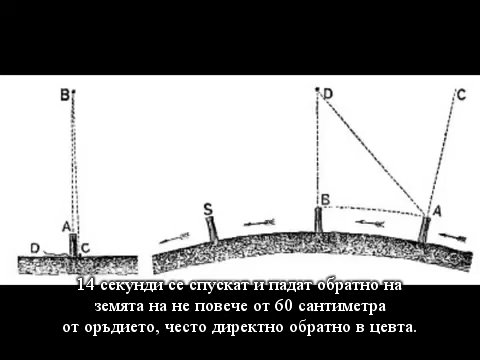 B
A
D
C
D
C
S
B
A
14 секунди се спускат и падат обратно на
земята на не повече от 60 сантиметра
от оръдието, често директно обратно в цевта.